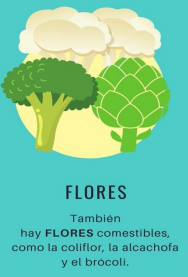 FLORES
También
hay FLORES comestibles,
como la coliflor, la alcachofa
y el brócoli.